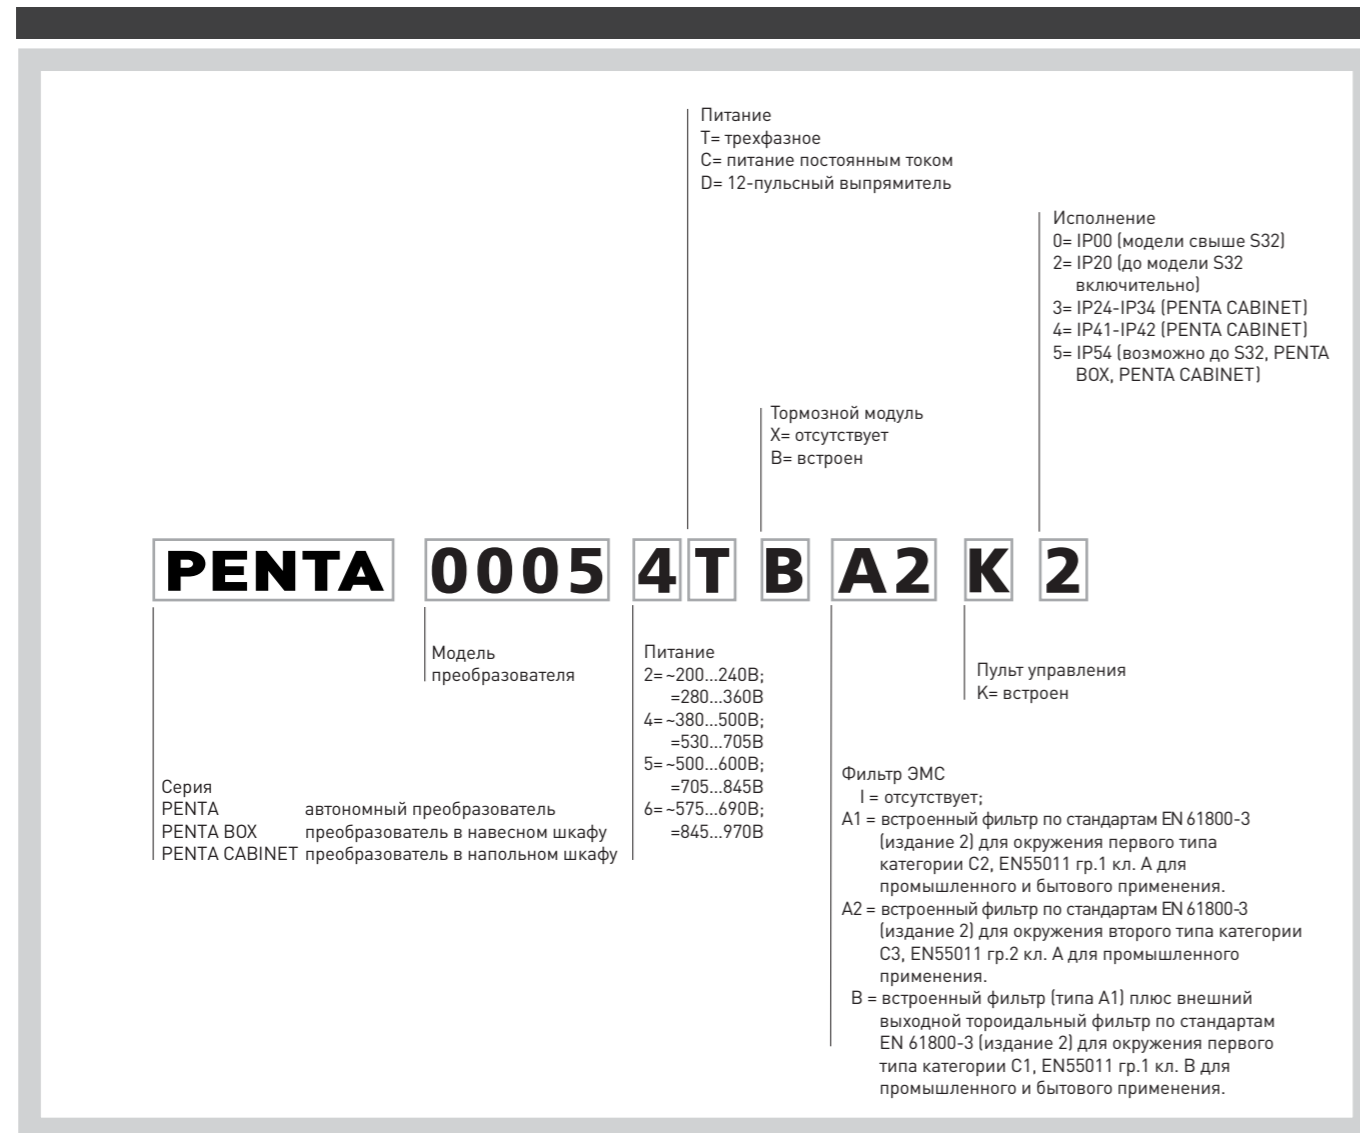 Питание
T= трехфазное
C= питание постоянным током
D= 12-пульсный выпрямитель
Исполнение
0= IP00 (модели свыше S32)
2= IP20 (до модели S32
включительно)
3= IP24-IP34 (PENTA CABINET)
4= IP41-IP42 (PENTA CABINET)
5= IP54 (возможно до S32, PENTA
BOX, PENTA CABINET)
Тормозной модуль
X= отсутствует
B= встроен
PENTA 0005 4 T B A2 K 2
Модель
преобразователя
Питание
2= ~200...240В;
=280...360В
4= ~380...500В;
=530...705В
5= ~500...600В;
=705...845В
6= ~575...690В;
=845...970В
Пульт управления
K= встроен
Серия
PENTA автономный преобразователь
PENTA BOX преобразователь в навесном шкафу
PENTA CABINET преобразователь в напольном шкафу
Фильтр ЭМС
I = отсутствует;
A1 = встроенный фильтр по стандартам EN 61800-3
(издание 2) для окружения первого типа
категории C2, EN55011 гр.1 кл. A для
промышленного и бытового применения.
A2 = встроенный фильтр по стандартам EN 61800-3
(издание 2) для окружения второго типа категории
C3, EN55011 гр.2 кл. A для промышленного
применения.
B = встроенный фильтр (типа A1) плюс внешний
выходной тороидальный фильтр по стандартам
EN 61800-3 (издание 2) для окружения первого
типа категории C1, EN55011 гр.1 кл. B для
промышленного и бытового применения.